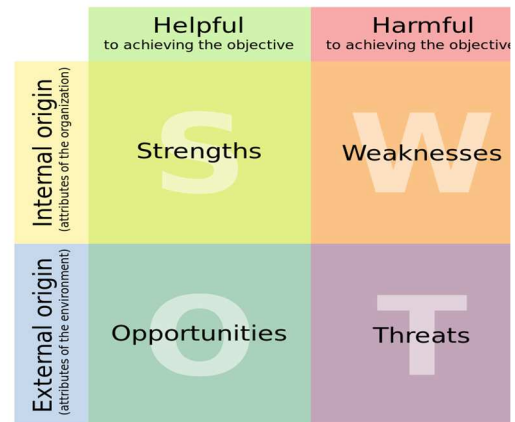 Helpful
to achieving the objective
Harmful
to achieving the objective
Internal origin
(attributes of the organization)
S
Strengths
W
Weaknesses
External origin
(attributes of the environment)
O
Opportunities
T
Threats